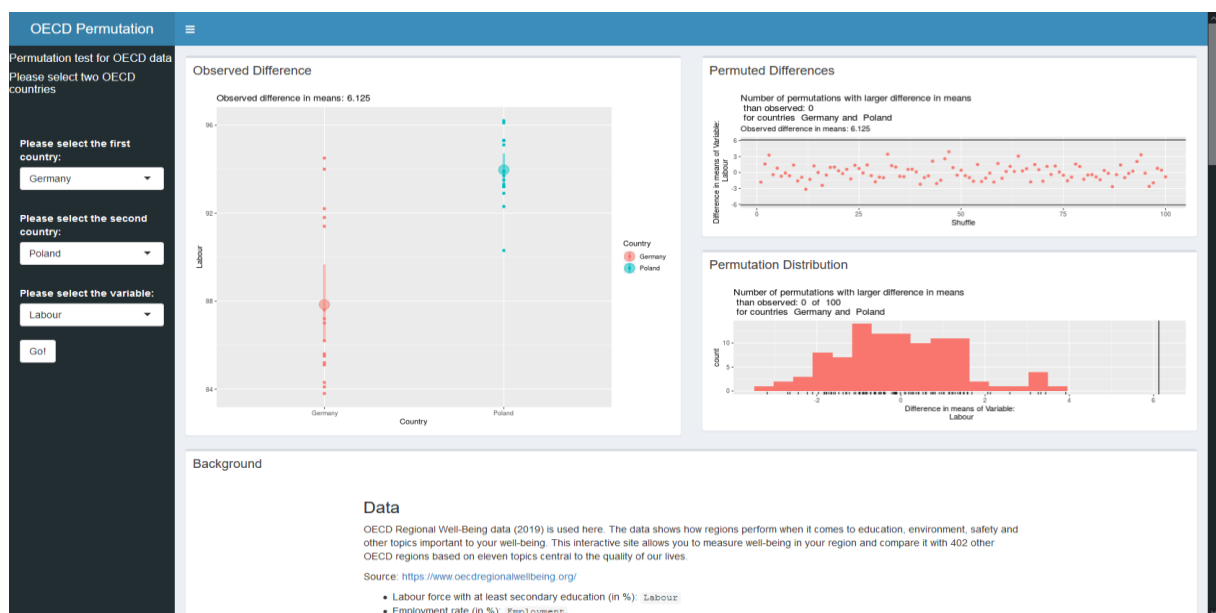 OECD Permutation
Permutation test for OECD data
Please select two OECD
countries
Please select the first
country:
Germany
Please select the second
country:
Poland
Please select the variable:
Labour
Go!
Observed Difference
Observed difference in means: 6.125
96
92
88
84
Labour
Germany
Poland
Country
Country
Germany
Poland
Permuted Differences
Number of permutations with larger difference in means
than observed: 0
for countries Germany and Poland
Observed difference in means: 6.125
Difference in means of Variable:
Labour
6
3
0
-3
-6
0
25
50
75
100
Shuffle
Permutation Distribution
Number of permutations with larger difference in means
than observed: 0 of 100
for countries Germany and Poland
count
10
5
0
-2
0
2
4
6
Difference in means of Variable:
Labour
Background
Data
OECD Regional Well-Being data (2019) is used here. The data shows how regions perform when it comes to education, environment, safety and
other topics important to your well-being. This interactive site allows you to measure well-being in your region and compare it with 402 other
OECD regions based on eleven topics central to the quality of our lives.
Source: https://www.oecdregionalwellbeing.org/
• Labour force with at least secondary education (in %): Labour
• Employment rate (in %): Employment